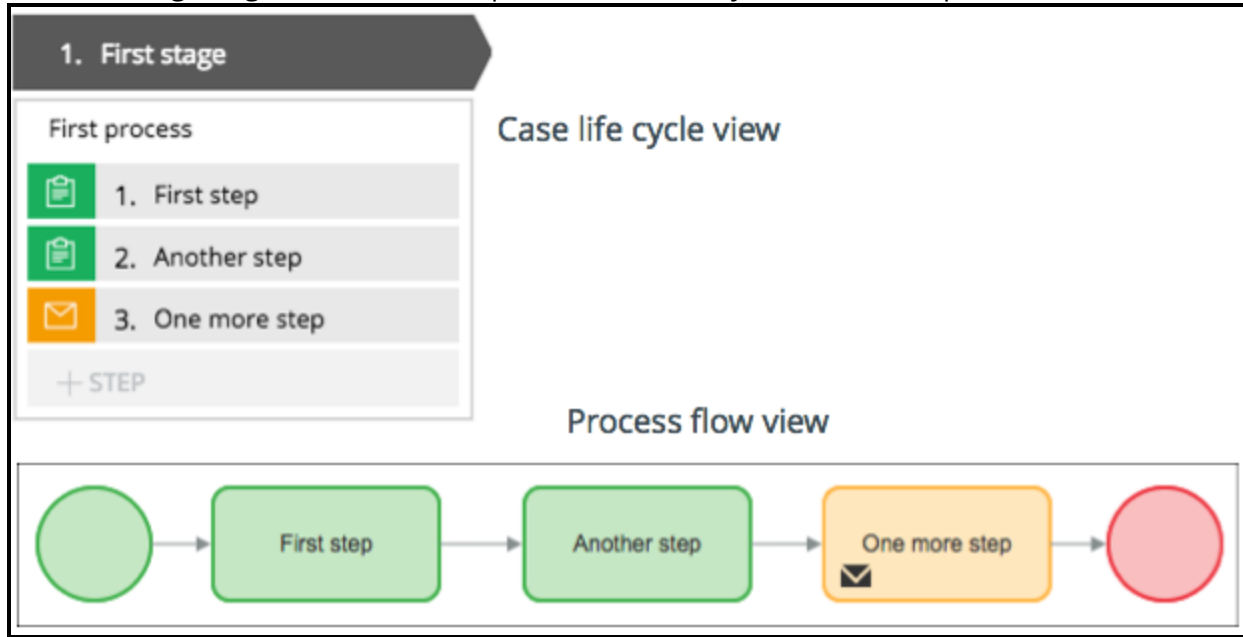 1. First stage
First process
Case life cycle view
1. First step
2. Another step
3. One more step
+ STEP
Process flow view
First step
Another step
One more step